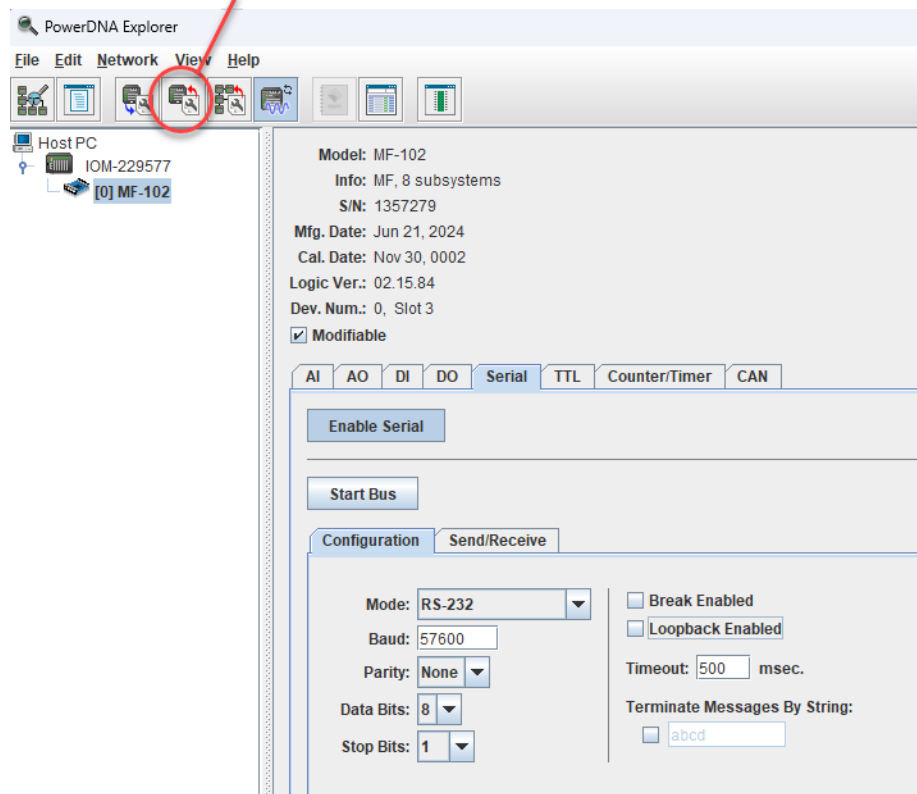 PowerDNA Explorer
File Edit Network View Help
Host PC
IOM-229577
[0] MF-102
Model: MF-102
Info: MF, 8 subsystems
S/N: 1357279
Mfg. Date: Jun 21, 2024
Cal. Date: Nov 30, 0002
Logic Ver.: 02.15.84
Dev. Num.: 0, Slot 3
Modifiable
AI AO DI DO Serial TTL Counter/Timer CAN
Enable Serial
Start Bus
Configuration Send/Receive
Mode: RS-232
Baud: 57600
Parity: None
Data Bits: 8
Stop Bits: 1
Break Enabled
Loopback Enabled
Timeout: 500 msec.
Terminate Messages By String:
abcd